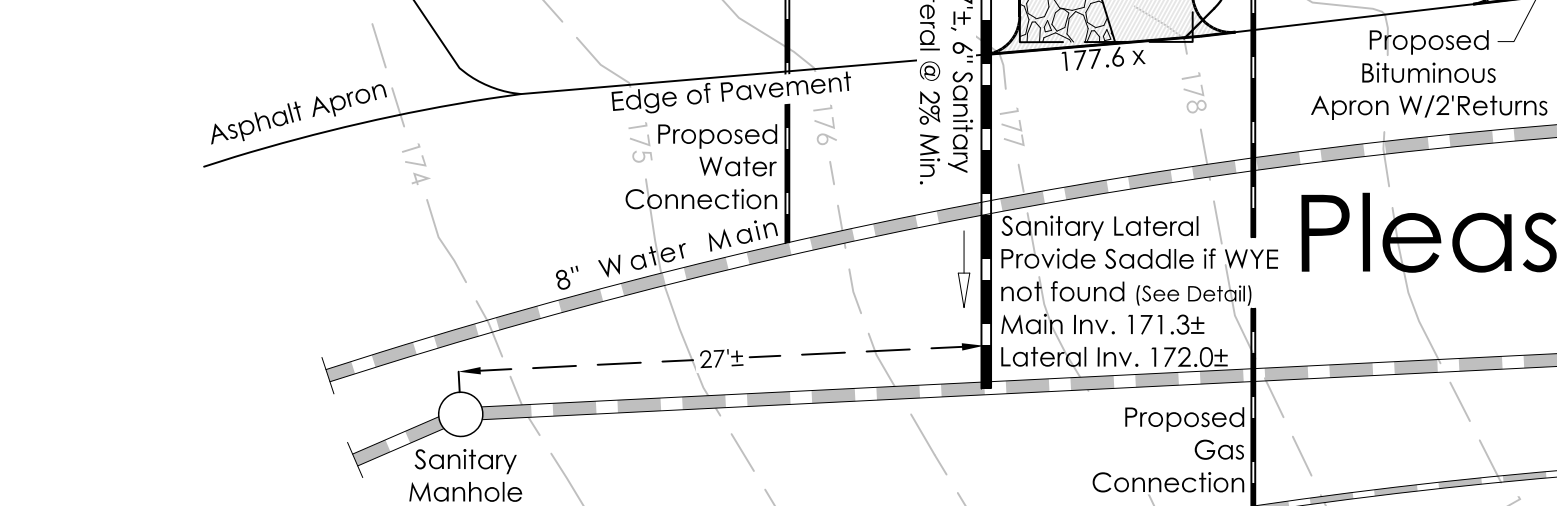 7'±, 6" Sanitary
eral @ 2% Min.
177.6 x
Proposed
Bituminous
Apron W/2'Returns
Asphalt Apron
Edge of Pavement
174
175
176
177
178
Proposed
Water
Connection
8" Water Main
Sanitary Lateral
Provide Saddle if WYE
not found (See Detail)
Main Inv. 171.3±
Lateral Inv. 172.0±
Pleas
27'±
Sanitary
Manhole
Proposed
Gas
Connection